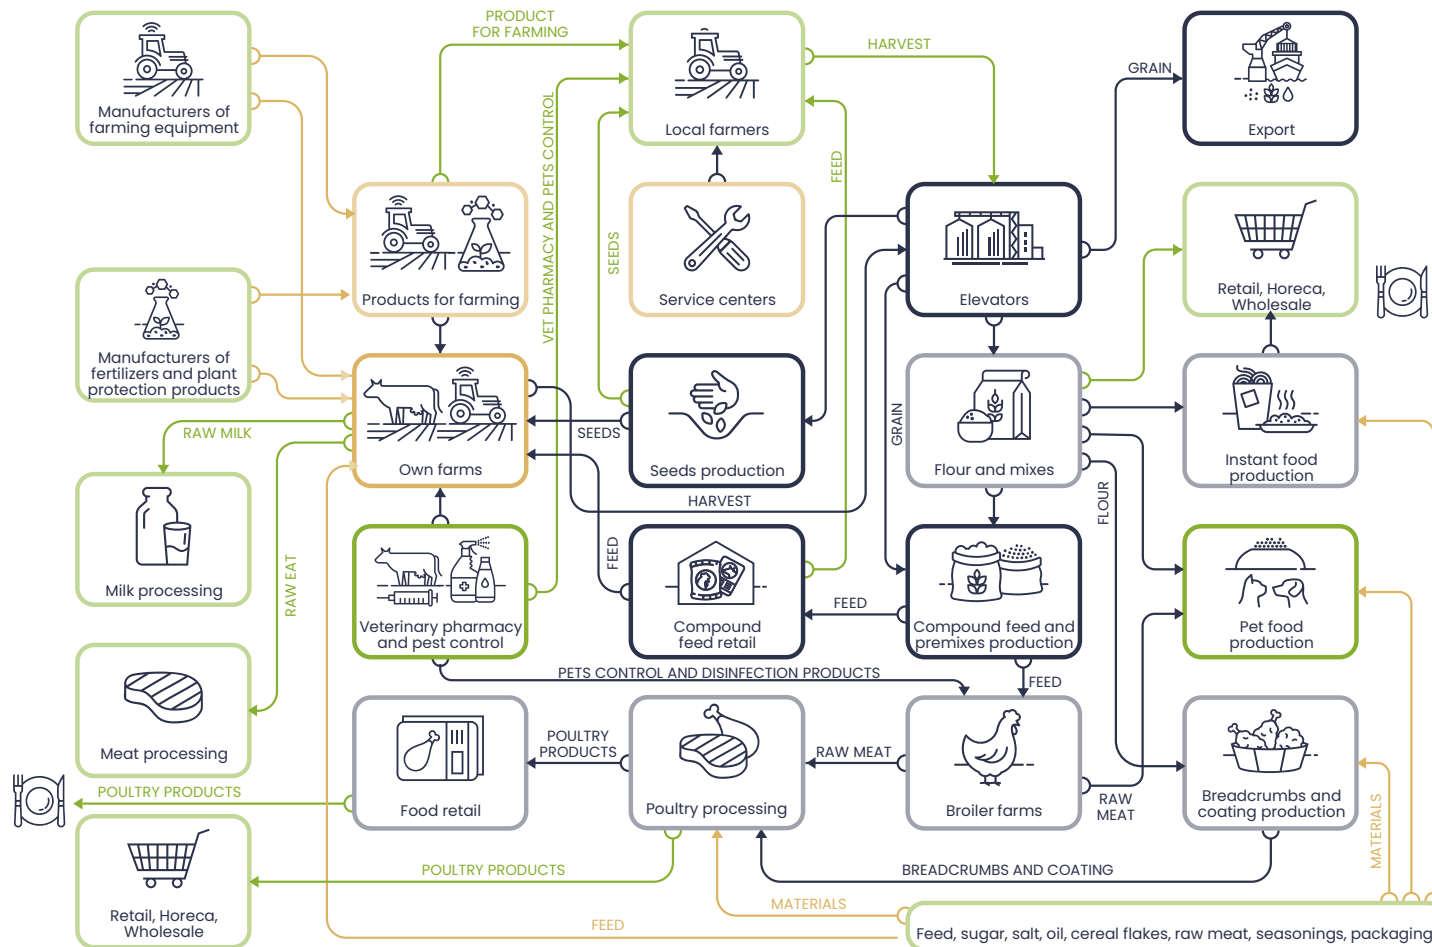 PRODUCT
FOR FARMING
HARVEST
GRAIN
Manufacturers of
farming equipment
Local farmers
Export
VET PHARMACY AND PETS CONTROL
FEED
SEEDS
Products for farming
Service centers
Elevators
Retail, Horeca,
Wholesale
Manufacturers of
fertilizers and plant
protection products
RAW MILK
Own farms
SEEDS
Seeds production
GRAIN
Flour and mixes
Instant food
production
HARVEST
FLOUR
Milk processing
RAW EAT
FEED
FEED
Veterinary pharmacy
and pest control
Compound
feed retail
Compound feed and
premixes production
Pet food
production
PETS CONTROL AND DISINFECTION PRODUCTS
FEED
Meat processing
POULTRY
PRODUCTS
RAW MEAT
POULTRY PRODUCTS
Food retail
Poultry processing
Broiler farms
RAW
MEAT
Breadcrumbs and
coating production
MATERIALS
POULTRY PRODUCTS
BREADCRUMBS AND COATING
Retail, Horeca,
Wholesale
MATERIALS
FEED
Feed, sugar, salt, oil, cereal flakes, raw meat, seasonings, packaging